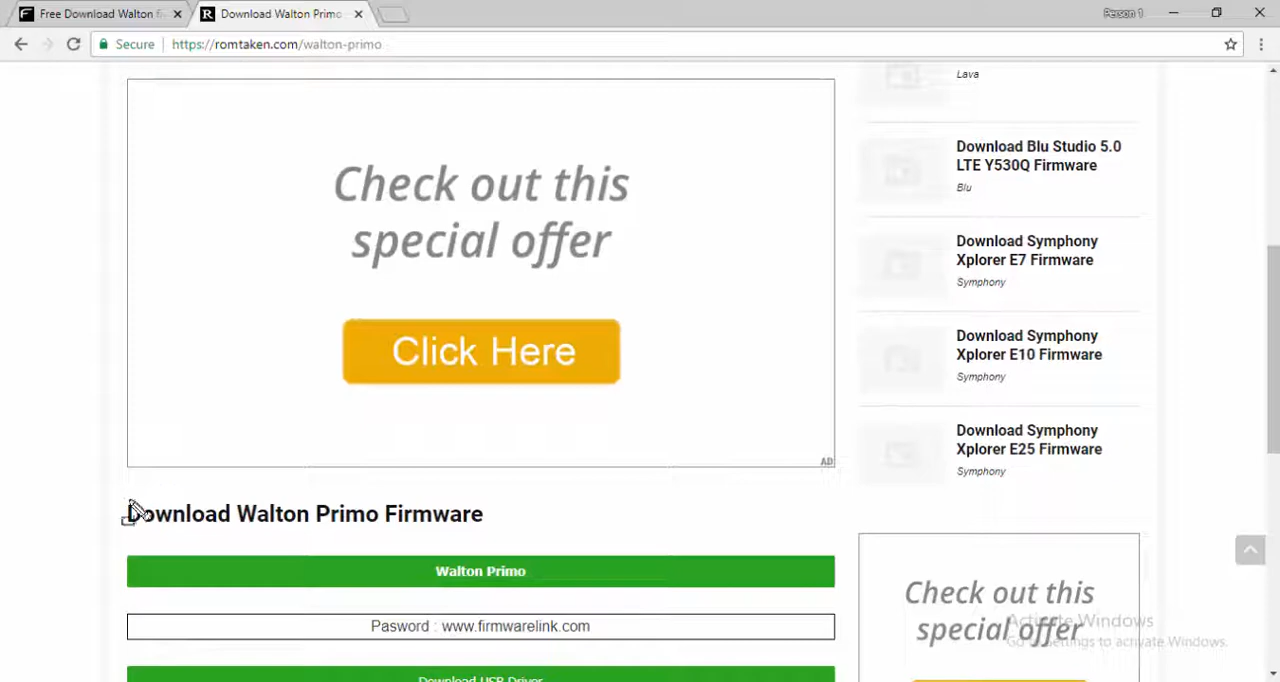 Free Download Walton
Download Walton Primo
Person 1
Secure
https://romtaken.com/walton-primo
Check out this
special offer
Click Here
AD
Download Walton Primo Firmware
Walton Primo
Pasword : www.firmwarelink.com
Download USB Driver
Lava
Download Blu Studio 5.0
LTE Y530Q Firmware
Blu
Download Symphony
Xplorer E7 Firmware
Symphony
Download Symphony
Xplorer E10 Firmware
Symphony
Download Symphony
Xplorer E25 Firmware
Symphony
Check out this
special offer
Activate Windows
Go to Settings to activate Windows.